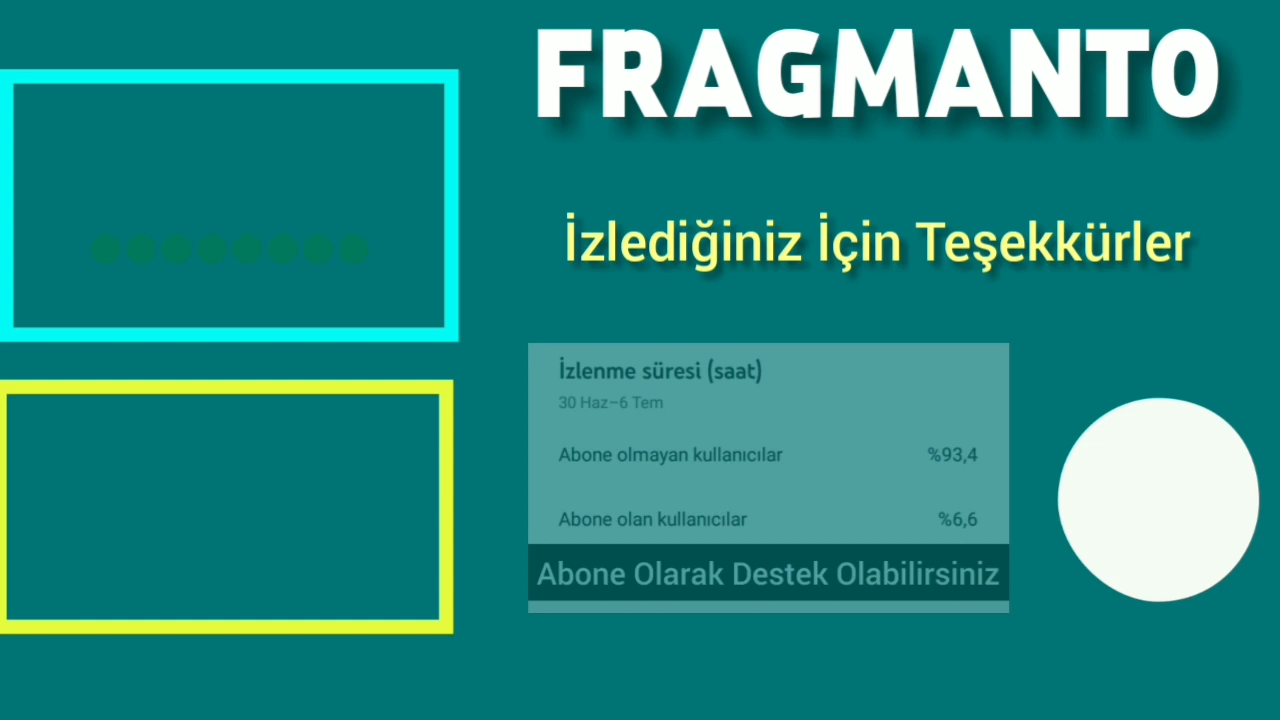 FRAGMANTO
İzlediğiniz İçin Teşekkürler
İzlenme süresi (saat)
30 Haz–6 Tem
Abone olmayan kullanıcılar %93,4
Abone olan kullanıcılar %6,6
Abone Olarak Destek Olabilirsiniz